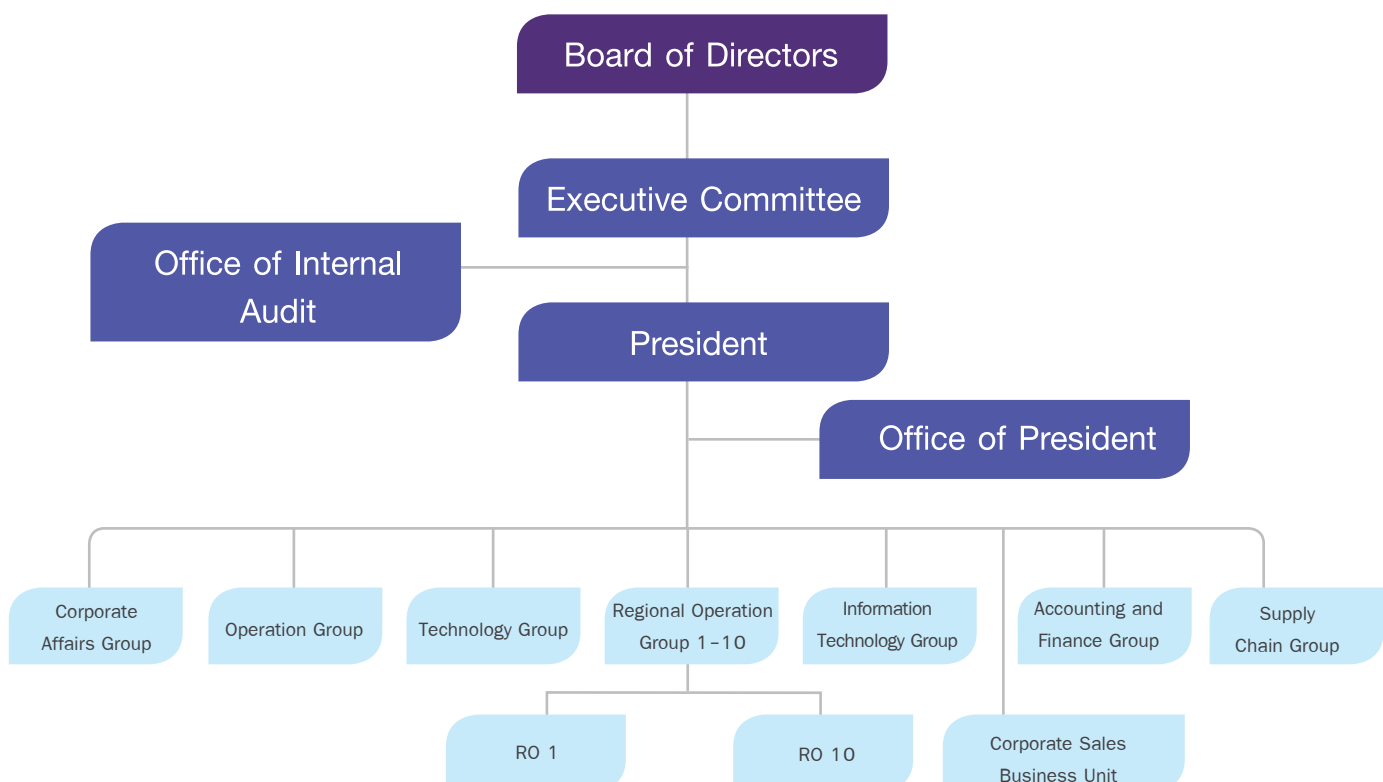 Board of Directors
Executive Committee
Office of Internal
Audit
President
Office of President
Corporate
Affairs Group
Operation Group
Technology Group
Regional Operation
Group 1–10
Information
Technology Group
Accounting and
Finance Group
Supply
Chain Group
RO 1
RO 10
Corporate Sales
Business Unit